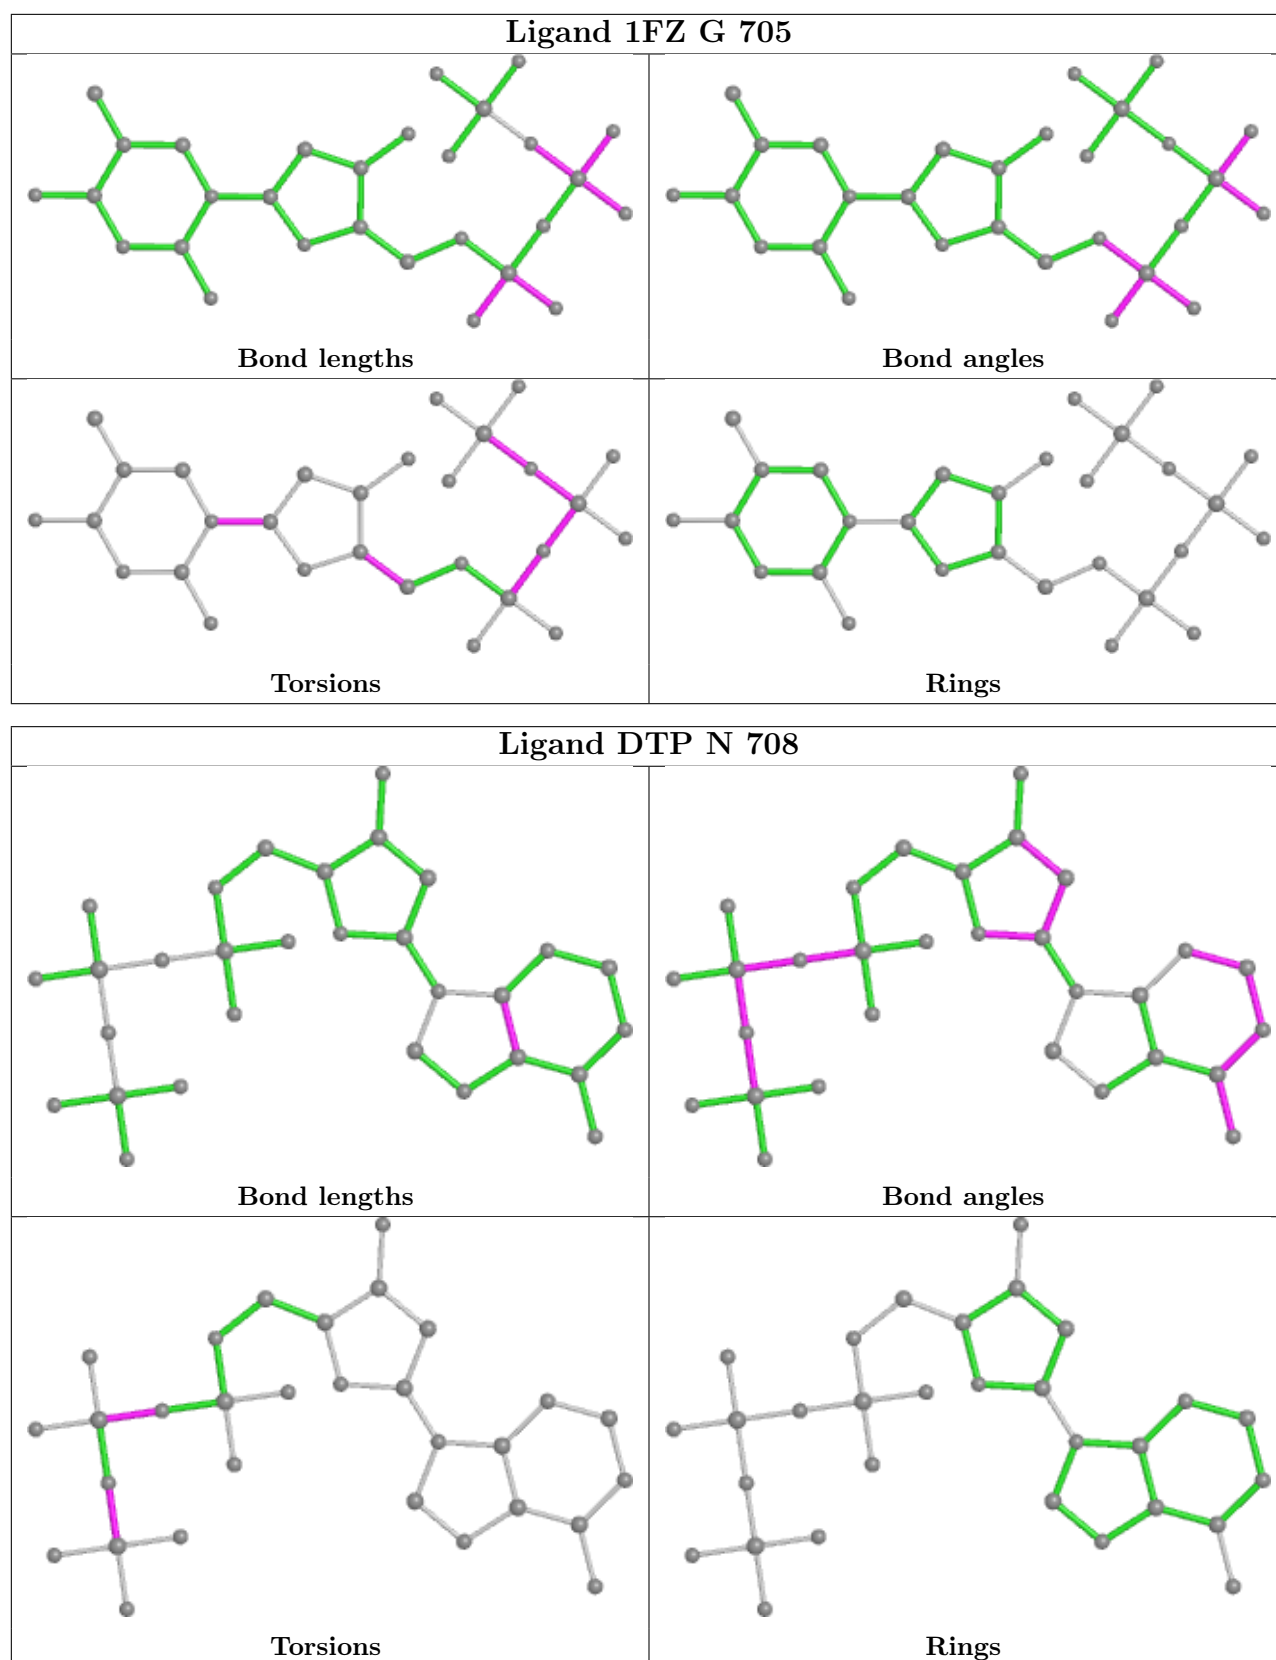 Ligand 1FZ G 705
Bond lengths
Bond angles
Torsions
Rings
Ligand DTP N 708
Bond lengths
Bond angles
Torsions
Rings